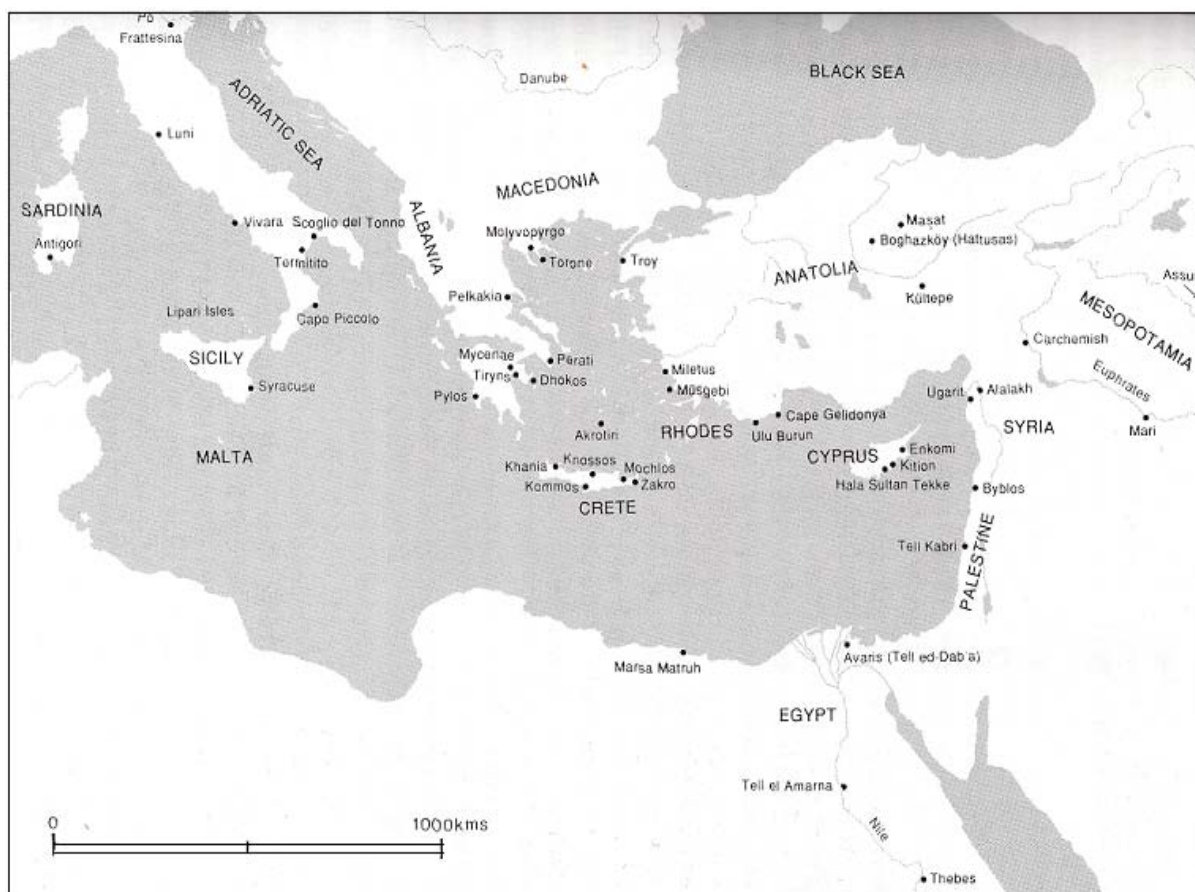 Po
Frattesina
Danube
BLACK SEA
ADRIATIC SEA
Luni
MACEDONIA
ALBANIA
SARDINIA
Antigori
Vivara
Scoglio del Tonno
Termitito
Molyvopyrgo
Torone
Troy
Maşat
Boghazköy (Hattusas)
ANATOLIA
Kültepe
Assu
MESOPOTAMIA
Lipari Isles
Capo Piccolo
Pelkakia
Carchemish
Euphrates
SICILY
Syracuse
Mycenae
Tiryns
Perati
Dhokos
Pylos
Miletus
Müsgebi
Ugarit
Alalakh
SYRIA
Mari
Akrotiri
RHODES
Cape Gelidonya
Ulu Burun
CYPRUS
Enkomi
Kition
Hala Sultan Tekke
MALTA
Khania
Knossos
Mochlos
Kommos
Zakro
CRETE
Byblos
Tell Kabri
PALESTINE
Marsa Matruh
Avaris (Tell ed-Dab'a)
EGYPT
Tell el Amarna
Nile
Thebes
0
1000kms